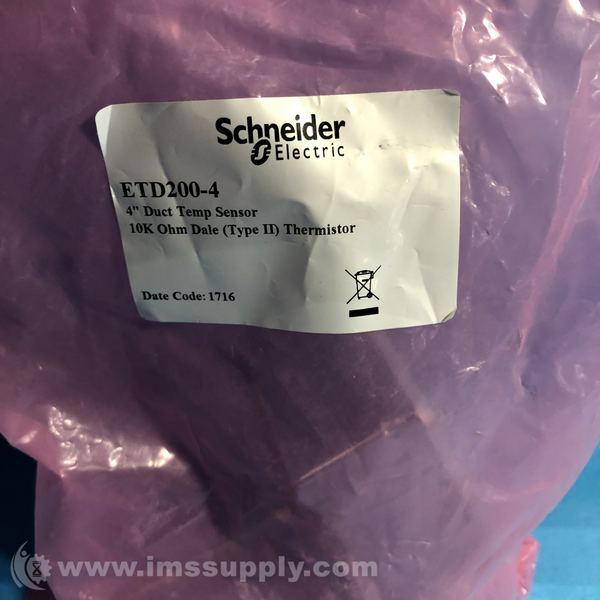 Schneider
Electric
ETD200-4
4" Duct Temp Sensor
10K Ohm Dale (Type II) Thermistor
Date Code: 1716
www.imssupply.com